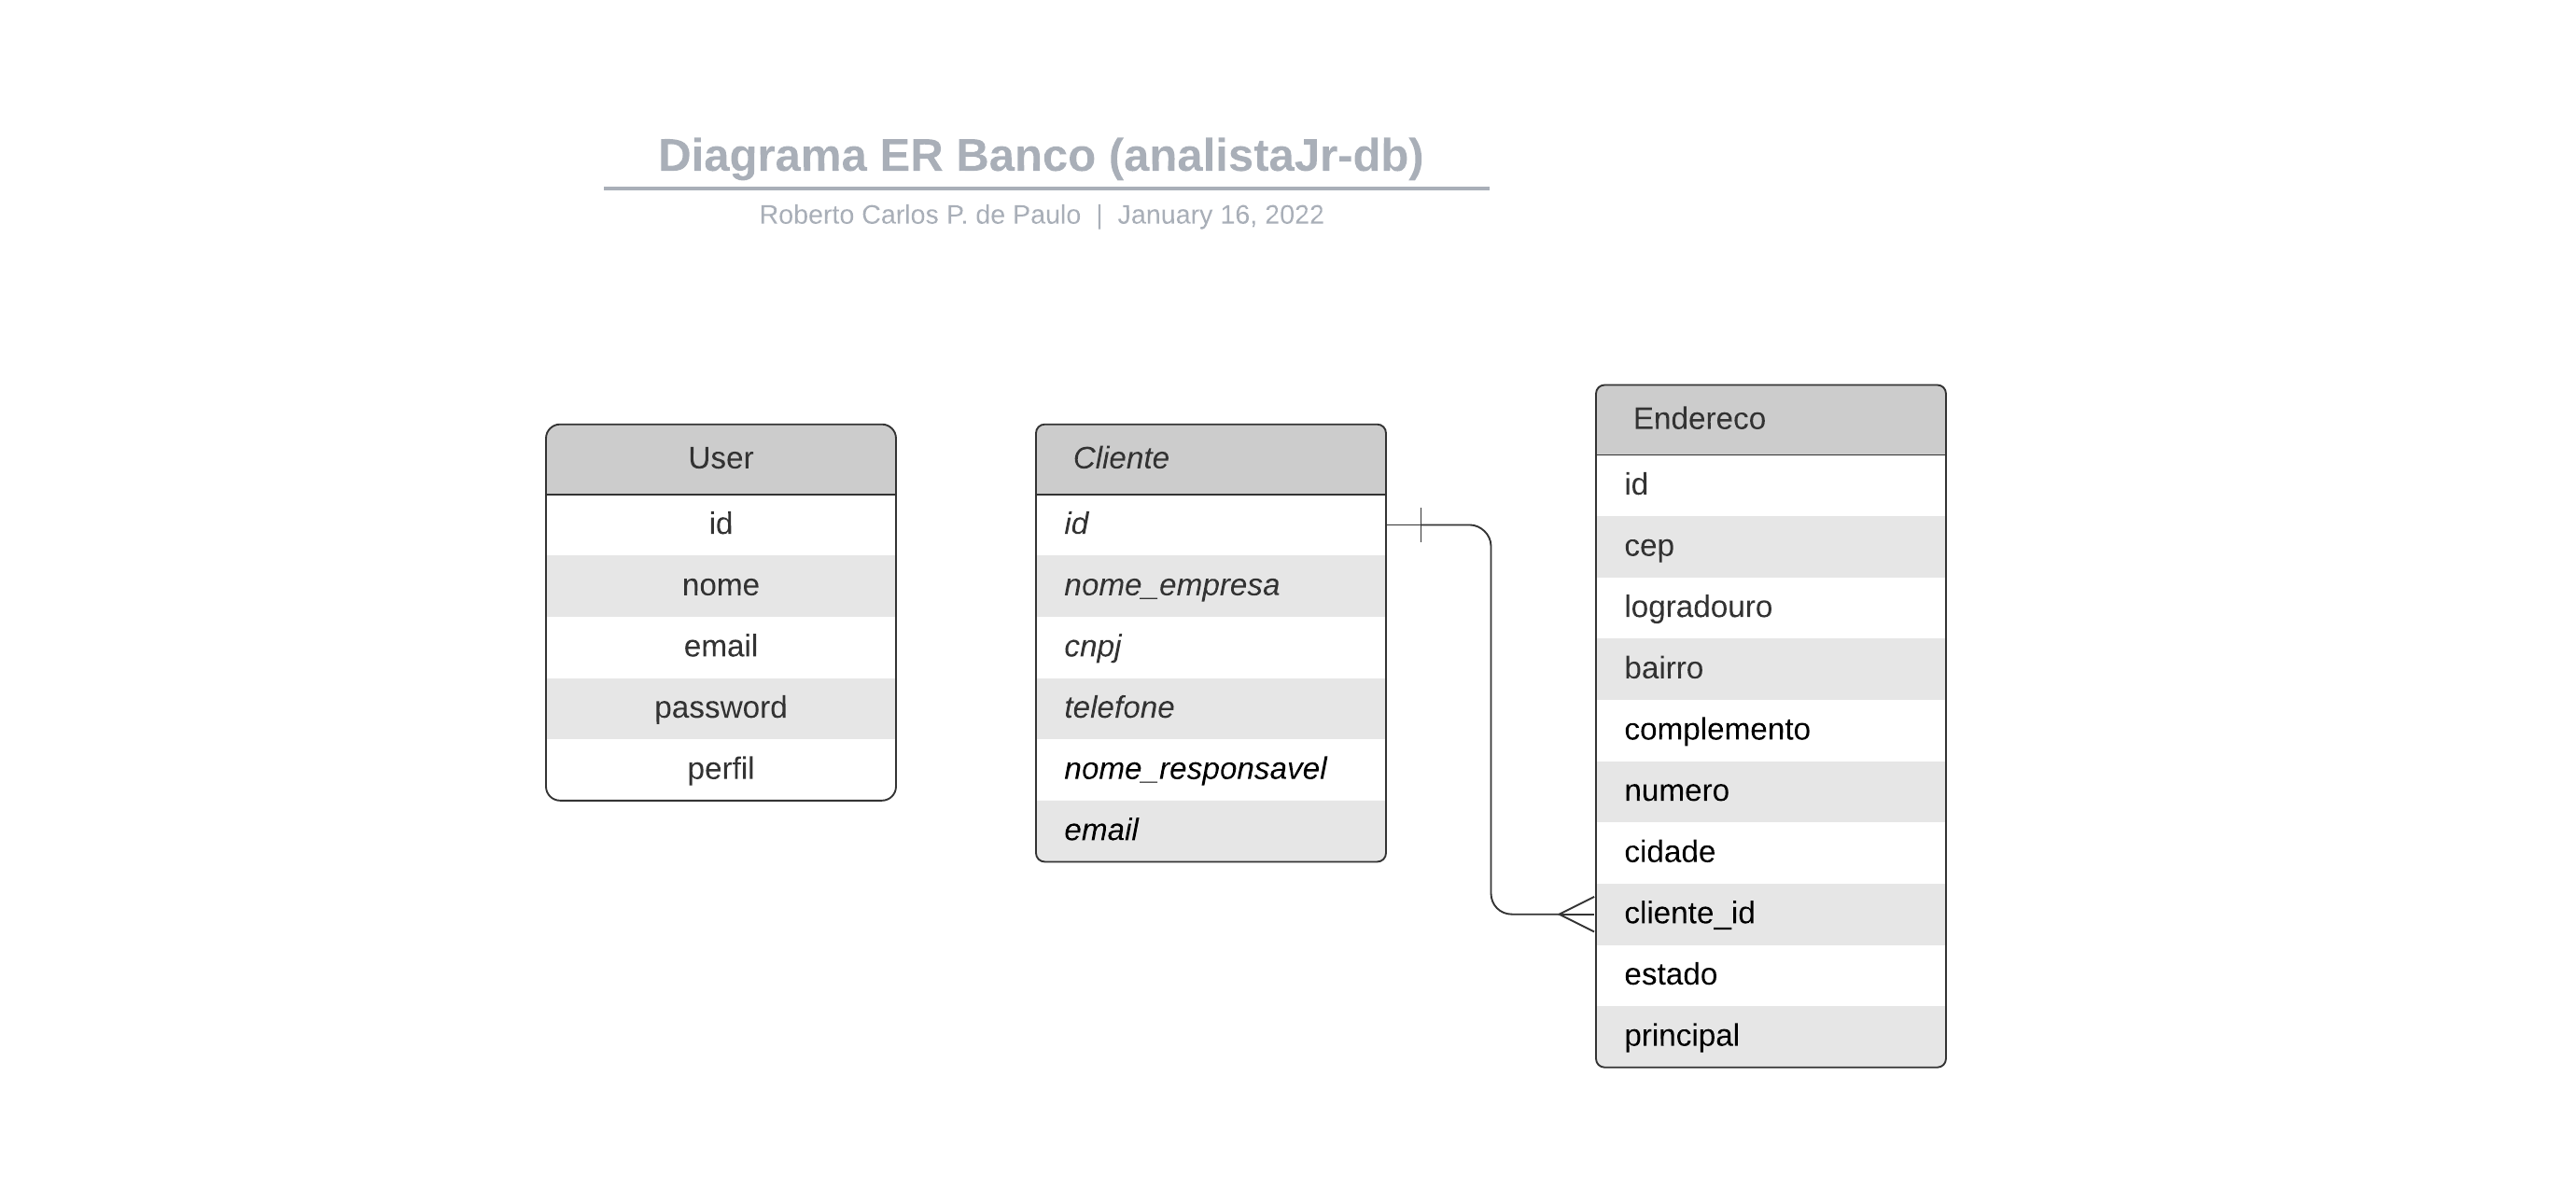 Diagrama ER Banco (analistaJr-db)
Roberto Carlos P. de Paulo | January 16, 2022
User
id
nome
email
password
perfil
Cliente
id
nome_empresa
cnpj
telefone
nome_responsavel
email
Endereco
id
cep
logradouro
bairro
complemento
numero
cidade
cliente_id
estado
principal